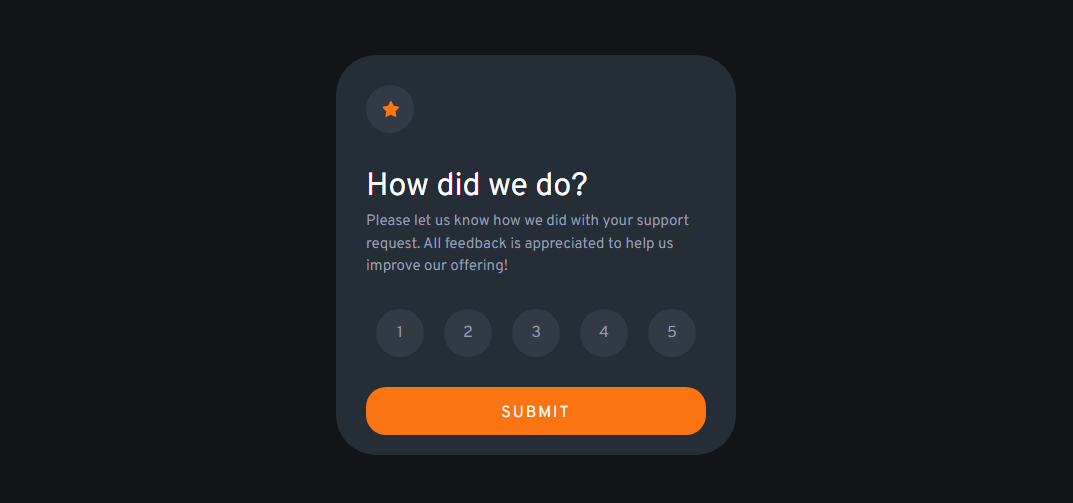 How did we do?
Please let us know how we did with your support
request. All feedback is appreciated to help us
improve our offering!
1 2 3 4 5
SUBMIT